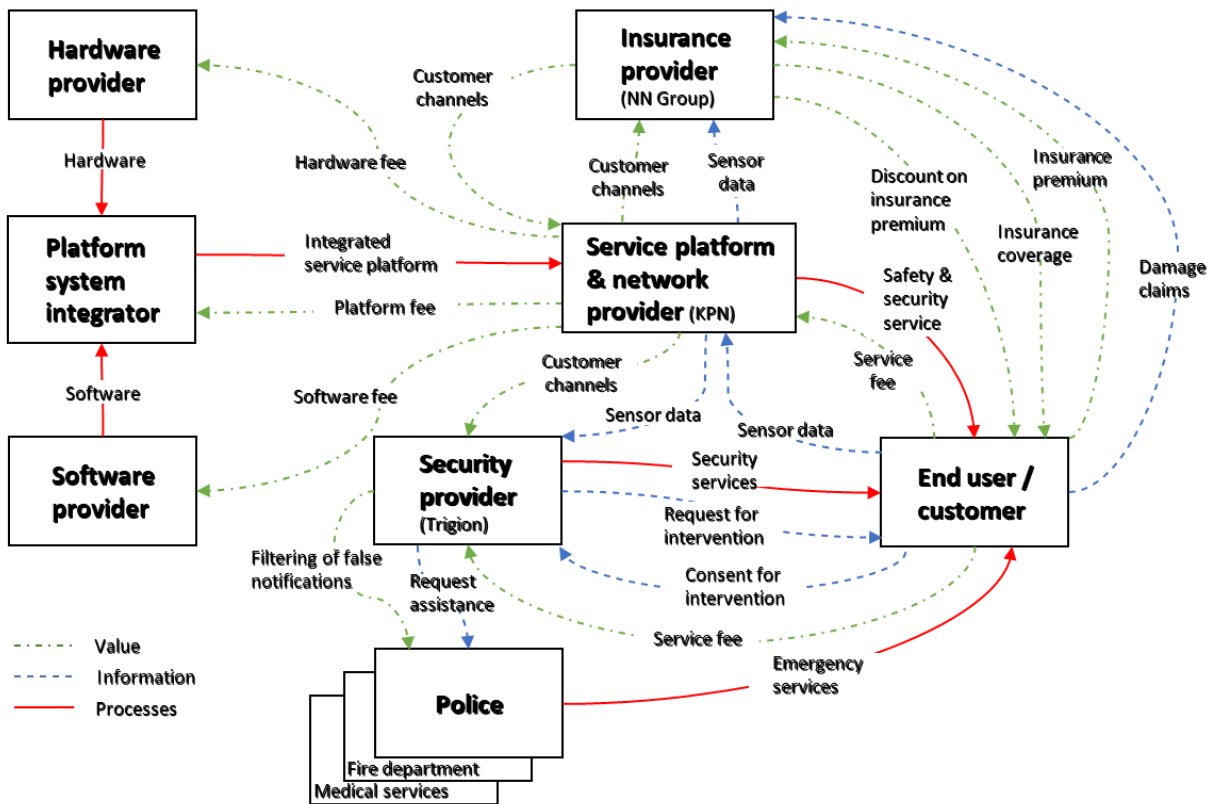 Hardware
provider
Insurance
provider
(NN Group)
Customer
channels
Hardware
Hardware fee
Customer
channels
Sensor
data
Discount on
insurance
premium
Insurance
premium
Insurance
coverage
Damage
claims
Platform
system
integrator
Integrated
service platform
Platform fee
Service platform
& network
provider (KPN)
Safety &
security
service
Service
fee
Software
Software fee
Customer
channels
Sensor data
Sensor data
Software
provider
Security
provider
(Trigion)
Security
services
Request for
intervention
Consent for
intervention
End user /
customer
Filtering of false
notifications
Request
assistance
Service fee
Emergency
services
Value
Information
Processes
Police
Fire department
Medical services